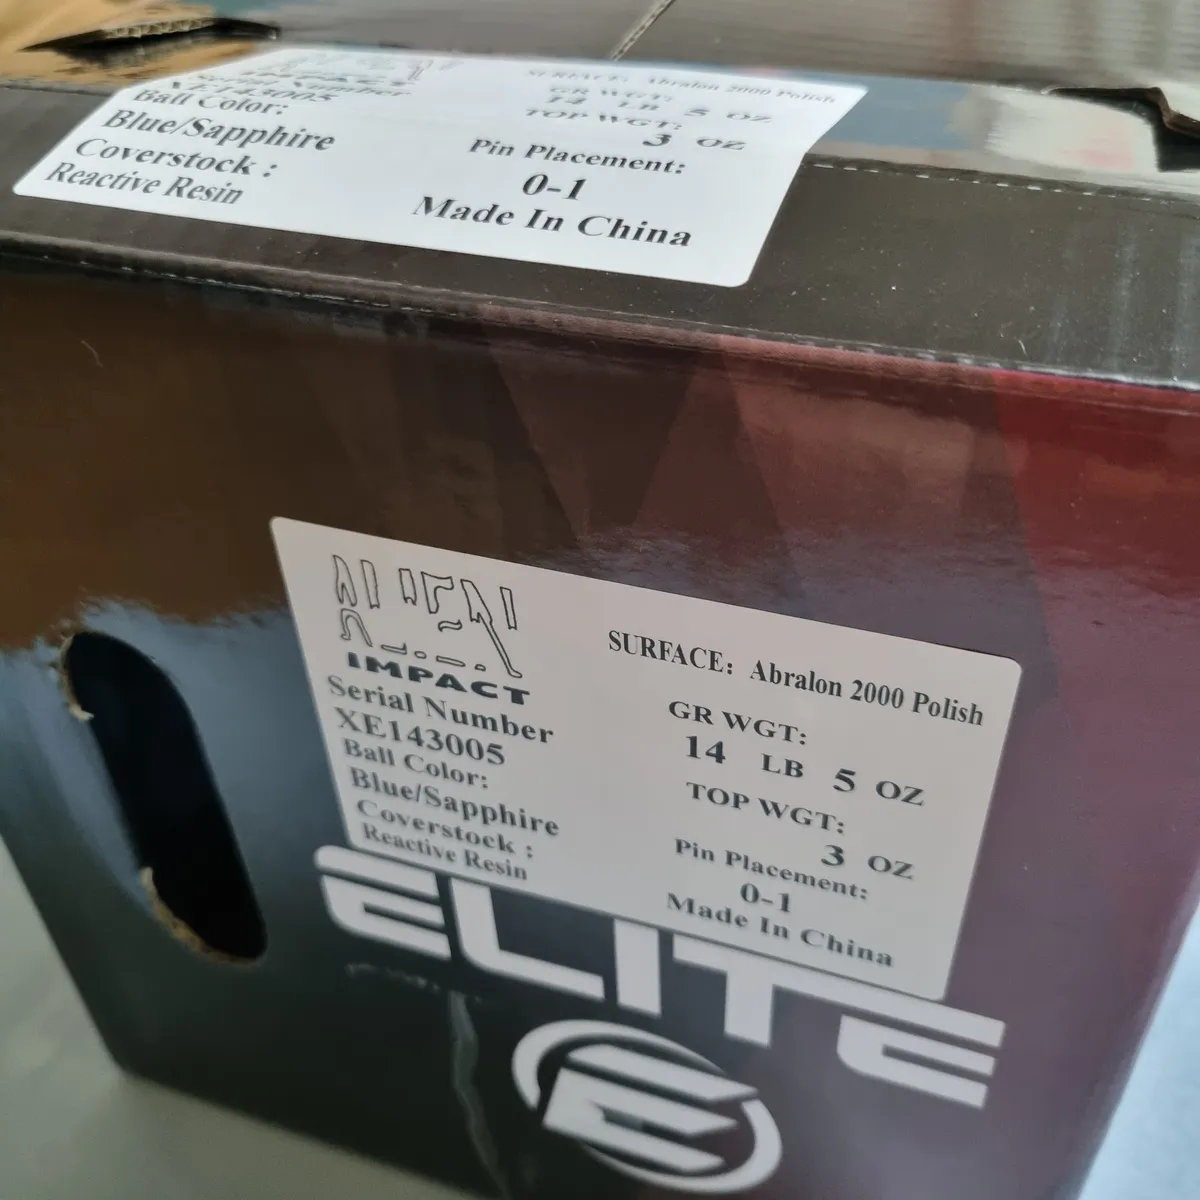 SURFACE: Abralon 2000 Polish
Serial Number
XE143005
Ball Color:
Blue/Sapphire
Coverstock :
Reactive Resin
GR WGT:
14 LB 5 OZ
TOP WGT:
3 OZ
Pin Placement:
0-1
Made In China
ALIEN
IMPACT
Serial Number
XE143005
Ball Color:
Blue/Sapphire
Coverstock :
Reactive Resin
SURFACE: Abralon 2000 Polish
GR WGT:
14 LB 5 OZ
TOP WGT:
3 OZ
Pin Placement:
0-1
Made In China
ELITE
E